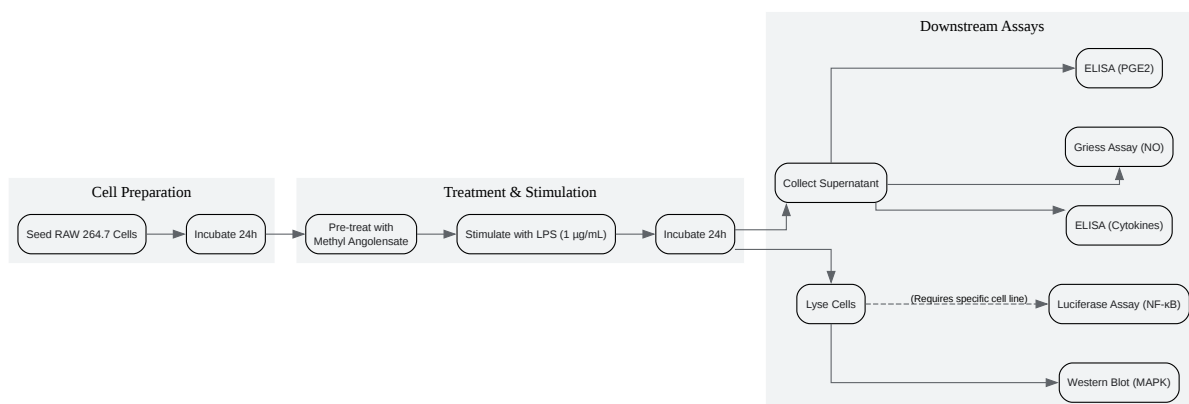 Cell Preparation
Seed RAW 264.7 Cells
Incubate 24h
Treatment & Stimulation
Pre-treat with
Methyl Angolensate
Stimulate with LPS (1 µg/mL)
Incubate 24h
Downstream Assays
Collect Supernatant
ELISA (PGE2)
Griess Assay (NO)
ELISA (Cytokines)
Lyse Cells
(Requires specific cell line)
Luciferase Assay (NF-κB)
Western Blot (MAPK)